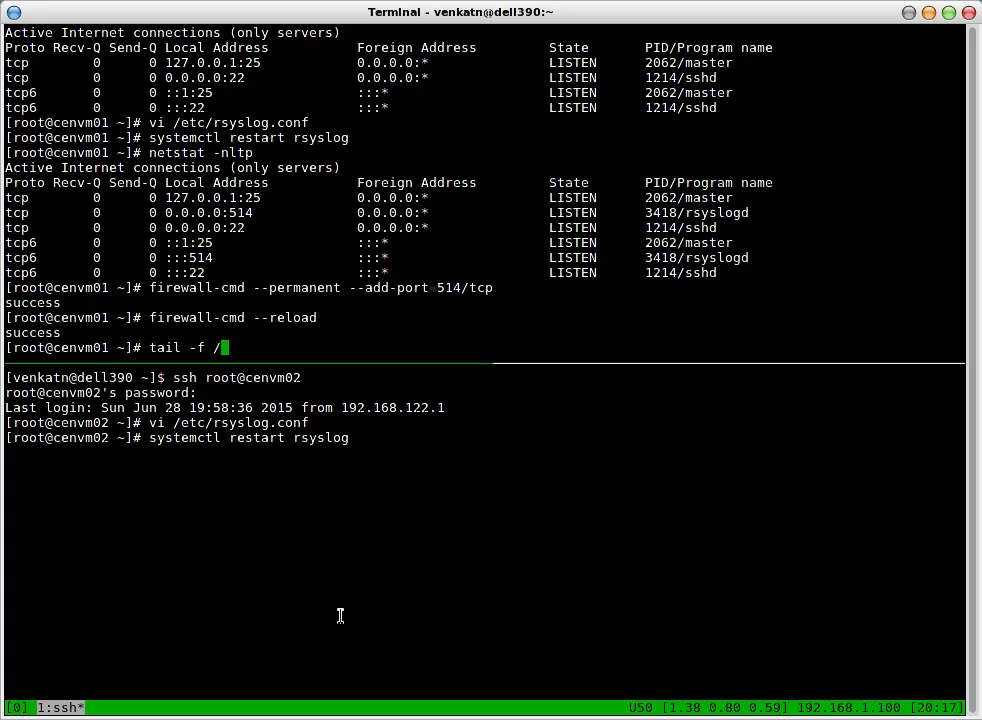 Terminal - venkatn@dell390:~
Active Internet connections (only servers)
Proto Recv-Q Send-Q Local Address           Foreign Address         State       PID/Program name
tcp        0      0 127.0.0.1:25            0.0.0.0:*               LISTEN      2062/master
tcp        0      0 0.0.0.0:22              0.0.0.0:*               LISTEN      1214/sshd
tcp6       0      0 ::1:25                  :::*                    LISTEN      2062/master
tcp6       0      0 :::22                   :::*                    LISTEN      1214/sshd
[root@cenvm01 ~]# vi /etc/rsyslog.conf
[root@cenvm01 ~]# systemctl restart rsyslog
[root@cenvm01 ~]# netstat -nltp
Active Internet connections (only servers)
Proto Recv-Q Send-Q Local Address           Foreign Address         State       PID/Program name
tcp        0      0 127.0.0.1:25            0.0.0.0:*               LISTEN      2062/master
tcp        0      0 0.0.0.0:514             0.0.0.0:*               LISTEN      3418/rsyslogd
tcp        0      0 0.0.0.0:22              0.0.0.0:*               LISTEN      1214/sshd
tcp6       0      0 ::1:25                  :::*                    LISTEN      2062/master
tcp6       0      0 :::514                  :::*                    LISTEN      3418/rsyslogd
tcp6       0      0 :::22                   :::*                    LISTEN      1214/sshd
[root@cenvm01 ~]# firewall-cmd --permanent --add-port=514/tcp
success
[root@cenvm01 ~]# firewall-cmd --reload
success
[root@cenvm01 ~]# tail -f /
[venkatn@dell390 ~]$ ssh root@cenvm02
root@cenvm02's password:
Last login: Sun Jun 28 19:58:36 2015 from 192.168.122.1
[root@cenvm02 ~]# vi /etc/rsyslog.conf
[root@cenvm02 ~]# systemctl restart rsyslog
[0] 1:ssh* U50 [1.38 0.80 0.59] 192.168.1.100 [20:17]